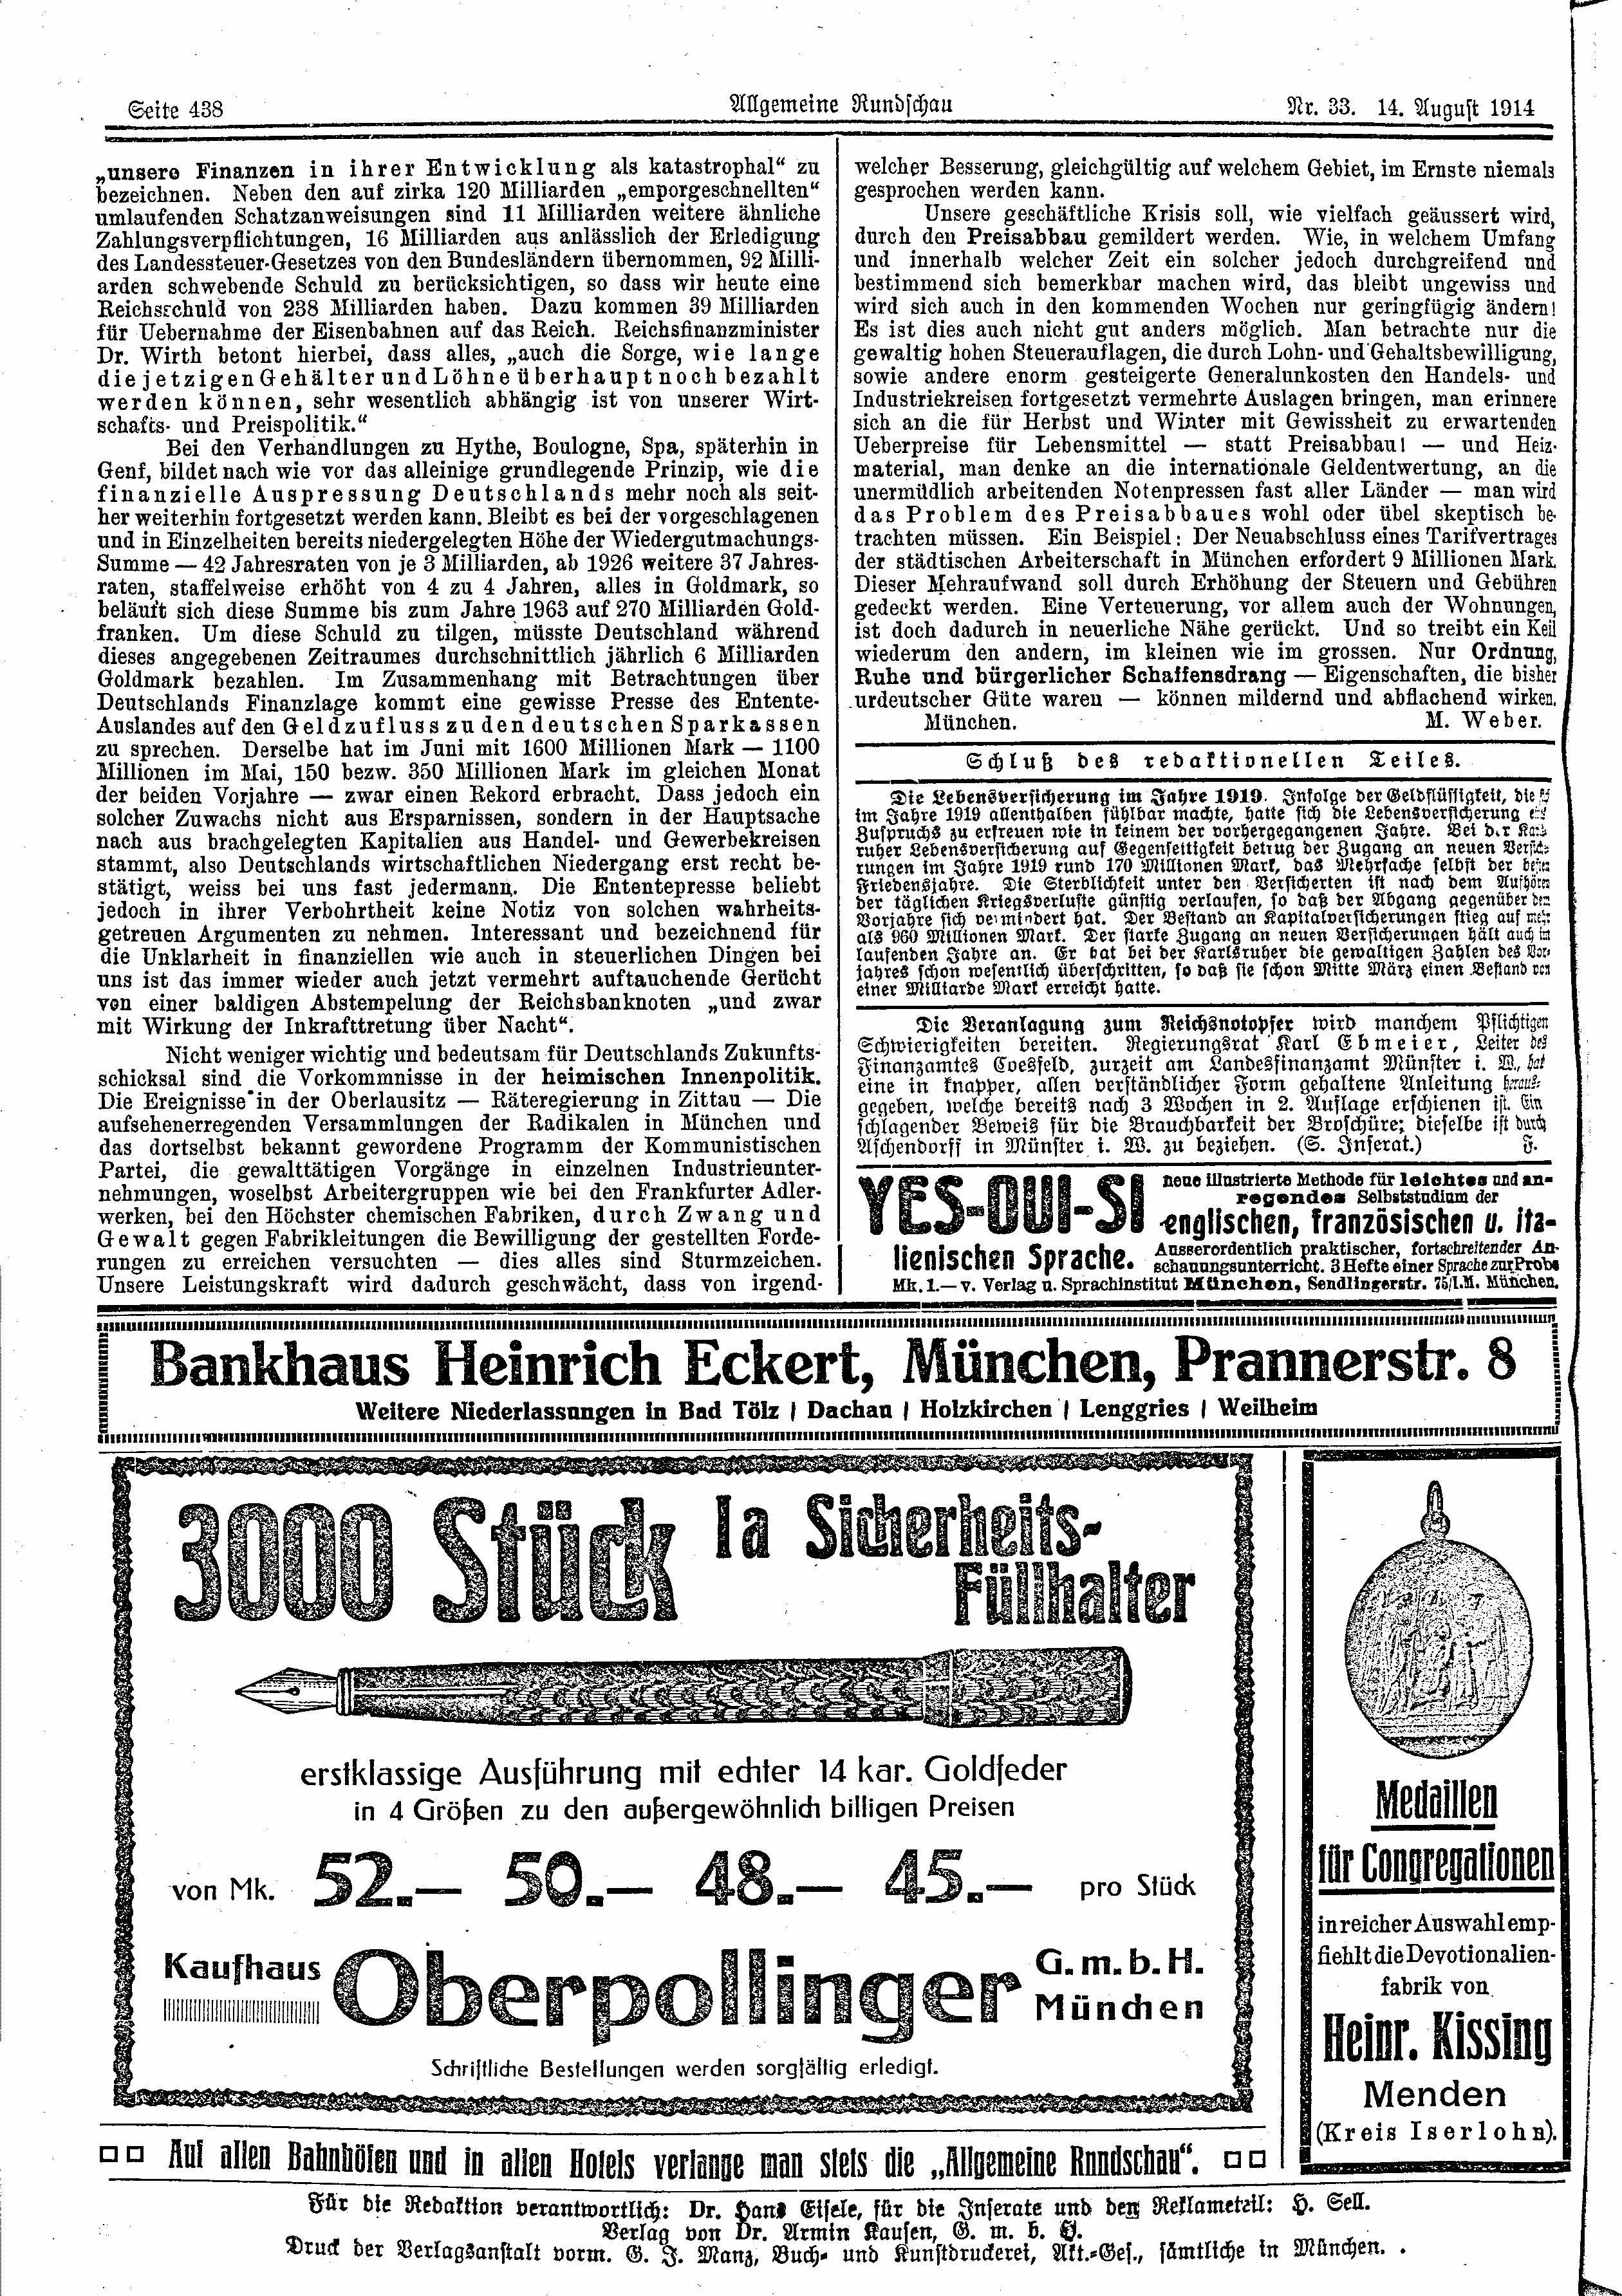 Seite 438
Allgemeine Rundschau
Nr. 33. 14. August 1914
„unsere Finanzen in ihrer Entwicklung als katastrophal“ zu
bezeichnen. Neben den auf zirka 120 Milliarden „emporgeschnellten“
umlaufenden Schatzanweisungen sind 11 Milliarden weitere ähnliche
Zahlungsverpflichtungen, 16 Milliarden aus anlässlich der Erledigung
des Landessteuer-Gesetzes von den Bundesländern übernommen, 92 Milli-
arden schwebende Schuld zu berücksichtigen, so dass wir heute eine
Reichsschuld von 238 Milliarden haben. Dazu kommen 39 Milliarden
für Uebernahme der Eisenbahnen auf das Reich. Reichsfinanzminister
Dr. Wirth betont hierbei, dass alles, „auch die Sorge, wie lange
die jetzigen Gehälter und Löhne überhaupt noch bezahlt
werden können, sehr wesentlich abhängig ist von unserer Wirt-
schafts- und Preispolitik.“
Bei den Verhandlungen zu Hythe, Boulogne, Spa, späterhin in
Genf, bildet nach wie vor das alleinige grundlegende Prinzip, wie die
finanzielle Auspressung Deutschlands mehr noch als seit-
her weiterhin fortgesetzt werden kann. Bleibt es bei der vorgeschlagenen
und in Einzelheiten bereits niedergelegten Höhe der Wiedergutmachungs-
Summe — 42 Jahresraten von je 3 Milliarden, ab 1926 weitere 37 Jahres-
raten, staffelweise erhöht von 4 zu 4 Jahren, alles in Goldmark, so
beläuft sich diese Summe bis zum Jahre 1963 auf 270 Milliarden Gold-
franken. Um diese Schuld zu tilgen, müsste Deutschland während
dieses angegebenen Zeitraumes durchschnittlich jährlich 6 Milliarden
Goldmark bezahlen. Im Zusammenhang mit Betrachtungen über
Deutschlands Finanzlage kommt eine gewisse Presse des Entente-
Auslandes auf den Geldzufluss zu den deutschen Sparkassen
zu sprechen. Derselbe hat im Juni mit 1600 Millionen Mark — 1100
Millionen im Mai, 150 bezw. 350 Millionen Mark im gleichen Monat
der beiden Vorjahre — zwar einen Rekord erbracht. Dass jedoch ein
solcher Zuwachs nicht aus Ersparnissen, sondern in der Hauptsache
nach aus brachgelegten Kapitalien aus Handel- und Gewerbekreisen
stammt, also Deutschlands wirtschaftlichen Niedergang erst recht be-
stätigt, weiss bei uns fast jedermann. Die Ententepresse beliebt
jedoch in ihrer Verbohrtheit keine Notiz von solchen wahrheits-
getreuen Argumenten zu nehmen. Interessant und bezeichnend für
die Unklarheit in finanziellen wie auch in steuerlichen Dingen bei
uns ist das immer wieder auch jetzt vermehrt auftauchende Gerücht
von einer baldigen Abstempelung der Reichsbanknoten „und zwar
mit Wirkung der Inkrafttretung über Nacht“.
Nicht weniger wichtig und bedeutsam für Deutschlands Zukunfts-
schicksal sind die Vorkommnisse in der heimischen Innenpolitik.
Die Ereignisse in der Oberlausitz — Räteregierung in Zittau — Die
aufsehenerregenden Versammlungen der Radikalen in München und
das dortselbst bekannt gewordene Programm der Kommunistischen
Partei, die gewalttätigen Vorgänge in einzelnen Industrieunter-
nehmungen, woselbst Arbeitergruppen wie bei den Frankfurter Adler-
werken, bei den Höchster chemischen Fabriken, durch Zwang und
Gewalt gegen Fabrikleitungen die Bewilligung der gestellten Forde-
rungen zu erreichen versuchten — dies alles sind Sturmzeichen.
Unsere Leistungskraft wird dadurch geschwächt, dass von irgend-
welcher Besserung, gleichgültig auf welchem Gebiet, im Ernste niemals
gesprochen werden kann.
Unsere geschäftliche Krisis soll, wie vielfach geäussert wird,
durch den Preisabbau gemildert werden. Wie, in welchem Umfang
und innerhalb welcher Zeit ein solcher jedoch durchgreifend und
bestimmend sich bemerkbar machen wird, das bleibt ungewiss und
wird sich auch in den kommenden Wochen nur geringfügig ändern!
Es ist dies auch nicht gut anders möglich. Man betrachte nur die
gewaltig hohen Steuerauflagen, die durch Lohn- und Gehaltsbewilligung,
sowie andere enorm gesteigerte Generalunkosten den Handels- und
Industriekreisen fortgesetzt vermehrte Auslagen bringen, man erinnere
sich an die für Herbst und Winter mit Gewissheit zu erwartenden
Ueberpreise für Lebensmittel — statt Preisabbau! — und Heiz-
material, man denke an die internationale Geldentwertung, an die
unermüdlich arbeitenden Notenpressen fast aller Länder — man wird
das Problem des Preisabbaues wohl oder übel skeptisch be-
trachten müssen. Ein Beispiel: Der Neuabschluss eines Tarifvertrages
der städtischen Arbeiterschaft in München erfordert 9 Millionen Mark.
Dieser Mehraufwand soll durch Erhöhung der Steuern und Gebühren
gedeckt werden. Eine Verteuerung, vor allem auch der Wohnungen,
ist doch dadurch in neuerliche Nähe gerückt. Und so treibt ein Keil
wiederum den andern, im kleinen wie im grossen. Nur Ordnung,
Ruhe und bürgerlicher Schaffensdrang — Eigenschaften, die bisher
urdeutscher Güte waren — können mildernd und abflachend wirken.
München. M. Weber.
Schluß des redaktionellen Teiles.
Die Lebensversicherung im Jahre 1919. Infolge der Geldflüssigkeit, die
im Jahre 1919 allenthalben fühlbar machte, hatte sich die Lebensversicherung
Zuspruchs zu erfreuen wie in keinem der vorhergegangenen Jahre. Bei der Karls-
ruher Lebensversicherung auf Gegenseitigkeit betrug der Zugang an neuen Versiche-
rungen im Jahre 1919 rund 170 Millionen Mark, das Mehrfache selbst der besten
Friedensjahre. Die Sterblichkeit unter den Versicherten ist nach dem Aufhören
der täglichen Kriegsverluste günstig verlaufen, so daß der Abgang gegenüber dem
Vorjahre sich vermindert hat. Der Bestand an Kapitalversicherungen stieg auf mehr
als 960 Millionen Mark. Der starke Zugang an neuen Versicherungen hält auch im
laufenden Jahre an. Er hat bei der Karlsruher die gewaltigen Zahlen des Vor-
jahres schon wesentlich überschritten, so daß sie schon Mitte März einen Bestand von
einer Milliarde Mark erreicht hatte.
Die Veranlagung zum Reichsnotopfer wird manchem Pflichtigen
Schwierigkeiten bereiten. Regierungsrat Karl Ebmeier, Leiter des
Finanzamtes Coesfeld, zurzeit am Landesfinanzamt Münster i. W., hat
eine in knapper, allen verständlicher Form gehaltene Anleitung heraus-
gegeben, welche bereits nach 3 Wochen in 2. Auflage erschienen ist. Ein
schlagender Beweis für die Brauchbarkeit der Broschüre; dieselbe ist durch
Aschendorff in Münster i. W. zu beziehen. (S. Inserat.) F.
YES-OUI-SI neue illustrierte Methode für leichtes und an-
regendes Selbststudium der
englischen, französischen u. ita-
lienischen Sprache. Ausserordentlich praktischer, fortschreitender An-
schauungsunterricht. 3 Hefte einer Sprache zur Probe
Mk. 1.— v. Verlag u. Sprachinstitut München, Sendlingerstr. 75/I. M. München.
Bankhaus Heinrich Eckert, München, Prannerstr. 8
Weitere Niederlassungen in Bad Tölz / Dachau / Holzkirchen / Lenggries / Weilheim
3000 Stück Ia Sicherheits-
Füllhalter
erstklassige Ausführung mit echter 14 kar. Goldfeder
in 4 Größen zu den außergewöhnlich billigen Preisen
von Mk. 52.— 50.— 48.— 45.— pro Stück
Kaufhaus Oberpollinger G. m. b. H.
München
Schriftliche Bestellungen werden sorgfältig erledigt.
Medaillen
für Congregationen
in reicher Auswahl emp-
fiehlt die Devotionalien-
fabrik von
Heinr. Kissing
Menden
(Kreis Iserlohn).
Auf allen Bahnhöfen und in allen Hotels verlange man stets die „Allgemeine Rnndschau“.
Für die Redaktion verantwortlich: Dr. Hans Eisele, für die Inserate und den Reklameteil: H. Sell.
Verlag von Dr. Armin Kausen, G. m. b. H.
Druck der Verlagsanstalt vorm. G. J. Manz, Buch- und Kunstdruckerei, Akt.-Ges., sämtliche in München.